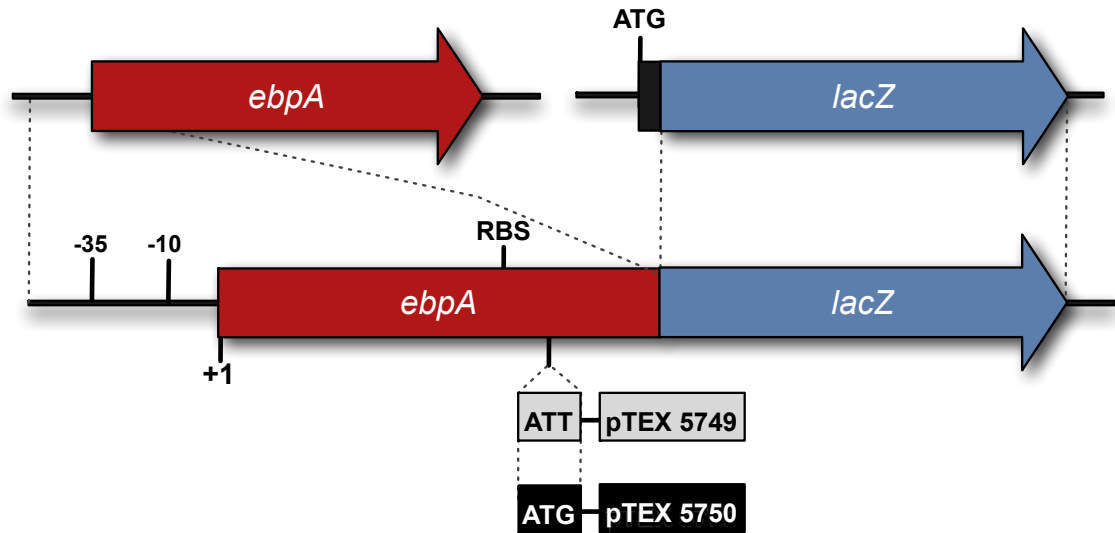 ATG
ebpA
lacZ
-35
-10
RBS
ebpA
lacZ
+1
ATT
pTEX 5749
ATG
pTEX 5750